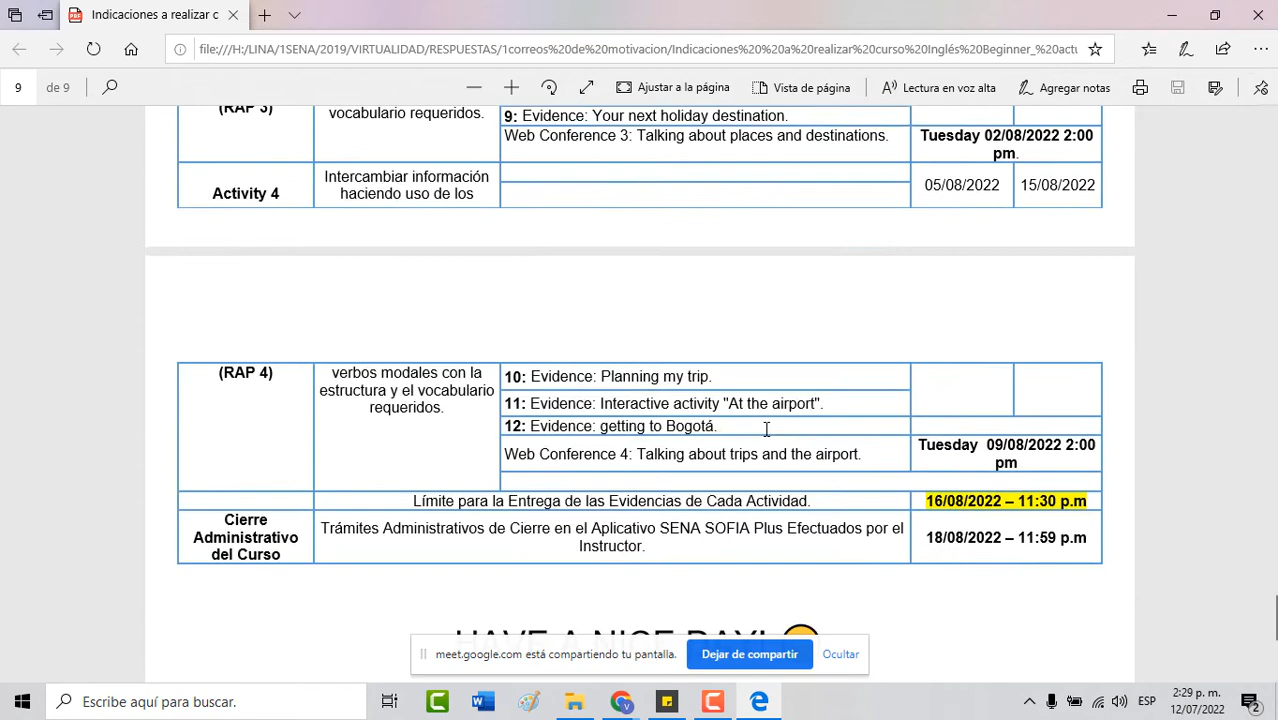 Indicaciones a realizar c
file:///H:/LINA/1SENA/2019/VIRTUALIDAD/RESPUESTAS/1correos%20de%20motivacion/Indicaciones%20%20a%20realizar%20curso%20Inglés%20Beginner_%20actu
9 de 9
Ajustar a la página
Vista de página
Lectura en voz alta
Agregar notas
(RAP 3)
vocabulario requeridos.
9: Evidence: Your next holiday destination.
Web Conference 3: Talking about places and destinations.
Tuesday 02/08/2022 2:00
pm.
Activity 4
Intercambiar información
haciendo uso de los
05/08/2022
15/08/2022
(RAP 4)
verbos modales con la
estructura y el vocabulario
requeridos.
10: Evidence: Planning my trip.
11: Evidence: Interactive activity "At the airport".
12: Evidence: getting to Bogotá.
Web Conference 4: Talking about trips and the airport.
Tuesday 09/08/2022 2:00
pm
Límite para la Entrega de las Evidencias de Cada Actividad.
16/08/2022 – 11:30 p.m
Cierre
Administrativo
del Curso
Trámites Administrativos de Cierre en el Aplicativo SENA SOFIA Plus Efectuados por el
Instructor.
18/08/2022 – 11:59 p.m
HAVE A NICE DAY!
meet.google.com está compartiendo tu pantalla.
Dejar de compartir
Ocultar
Escribe aquí para buscar.
ESP
2:29 p. m.
12/07/2022
2